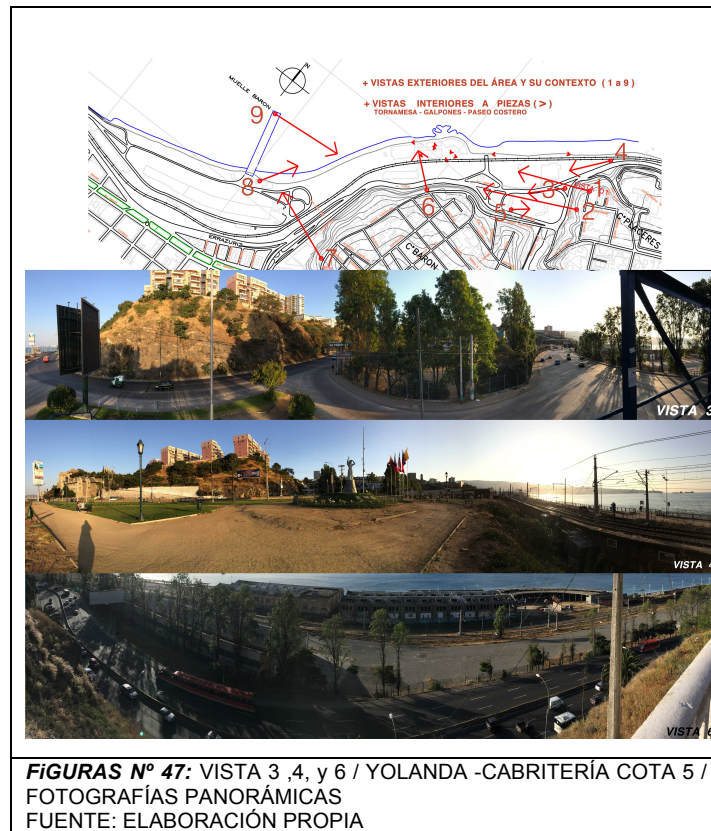 N
MUELLE BARON
+ VISTAS EXTERIORES DEL ÁREA Y SU CONTEXTO ( 1 a 9 )
+ VISTAS INTERIORES A PIEZAS ( > )
TORNAMESA - GALPONES - PASEO COSTERO
9
4
8
3
1
6
5
2
7
ERRAZURIZ
Cº BARON
Cº PLACERES
VISTA 3
VISTA 4
VISTA 6
FiGURAS Nº 47: VISTA 3 ,4, y 6 / YOLANDA -CABRITERÍA COTA 5 /
FOTOGRAFÍAS PANORÁMICAS
FUENTE: ELABORACIÓN PROPIA